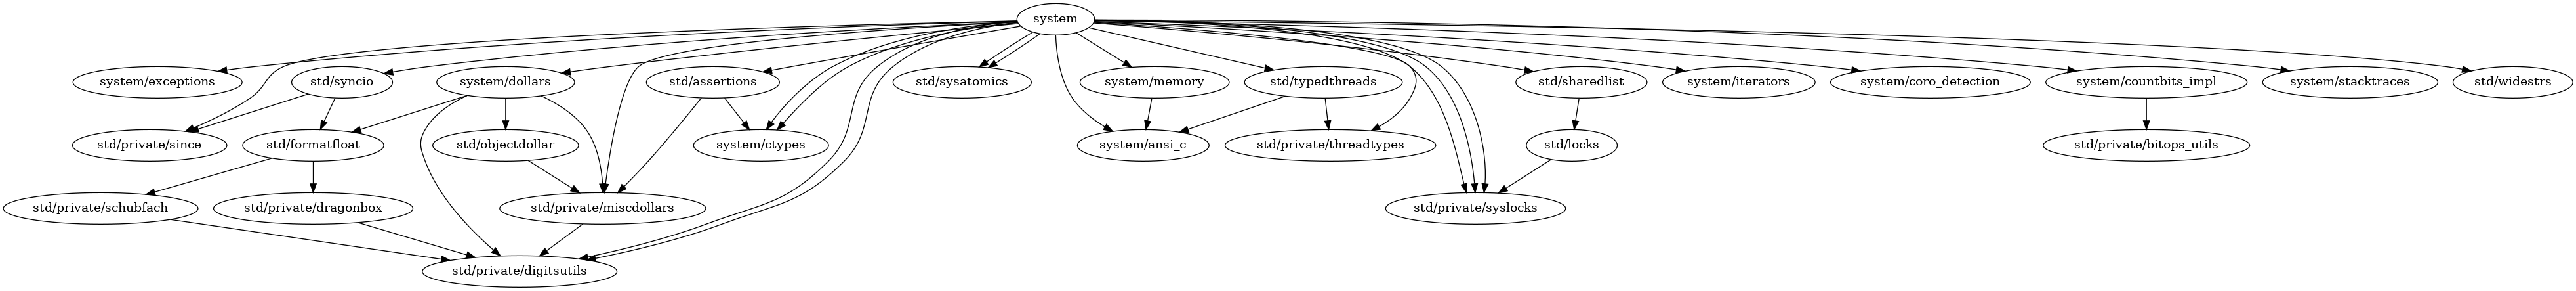 system
system/exceptions
std/syncio
system/dollars
std/assertions
std/sysatomics
system/memory
std/typedthreads
std/sharedlist
system/iterators
system/coro_detection
system/countbits_impl
system/stacktraces
std/widestrs
std/private/since
std/formatfloat
std/objectdollar
system/ctypes
system/ansi_c
std/private/threadtypes
std/locks
std/private/bitops_utils
std/private/schubfach
std/private/dragonbox
std/private/miscdollars
std/private/syslocks
std/private/digitsutils